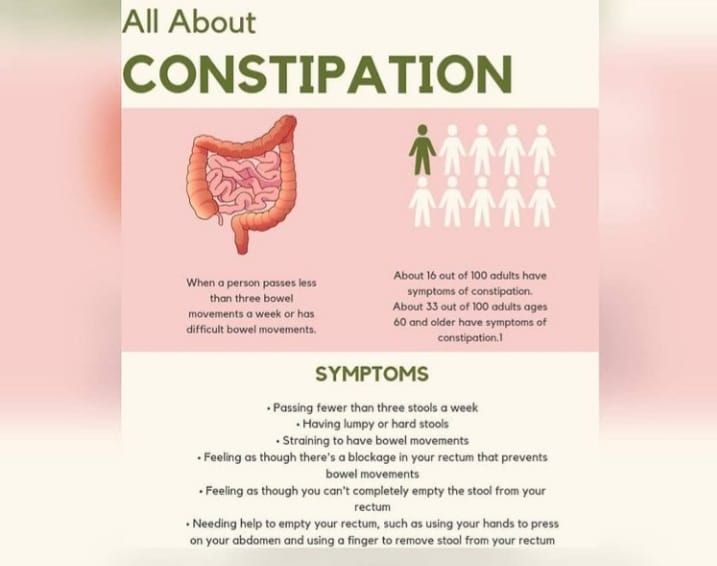 All About
CONSTIPATION
When a person passes less
than three bowel
movements a week or has
difficult bowel movements.
About 16 out of 100 adults have
symptoms of constipation.
About 33 out of 100 adults ages
60 and older have symptoms of
constipation.1
SYMPTOMS
• Passing fewer than three stools a week
• Having lumpy or hard stools
• Straining to have bowel movements
• Feeling as though there's a blockage in your rectum that prevents
bowel movements
• Feeling as though you can't completely empty the stool from your
rectum
• Needing help to empty your rectum, such as using your hands to press
on your abdomen and using a finger to remove stool from your rectum